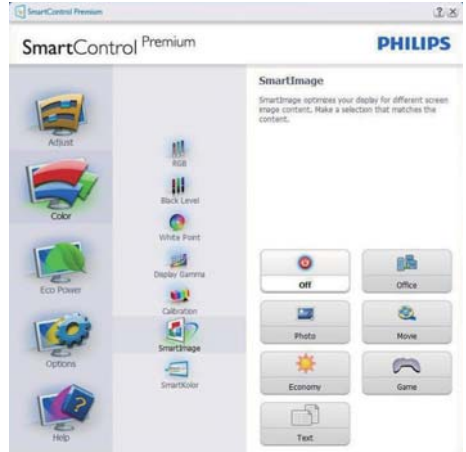 SmartControl Premium
SmartControl Premium
PHILIPS
Adjust
Color
Eco Power
Options
Help
RGB
Black Level
White Point
Display Gamma
Calibration
SmartImage
SmartKolor
SmartImage
SmartImage optimizes your display for different screen
image content. Make a selection that matches the
content.
Off
Office
Photo
Movie
Economy
Game
Text